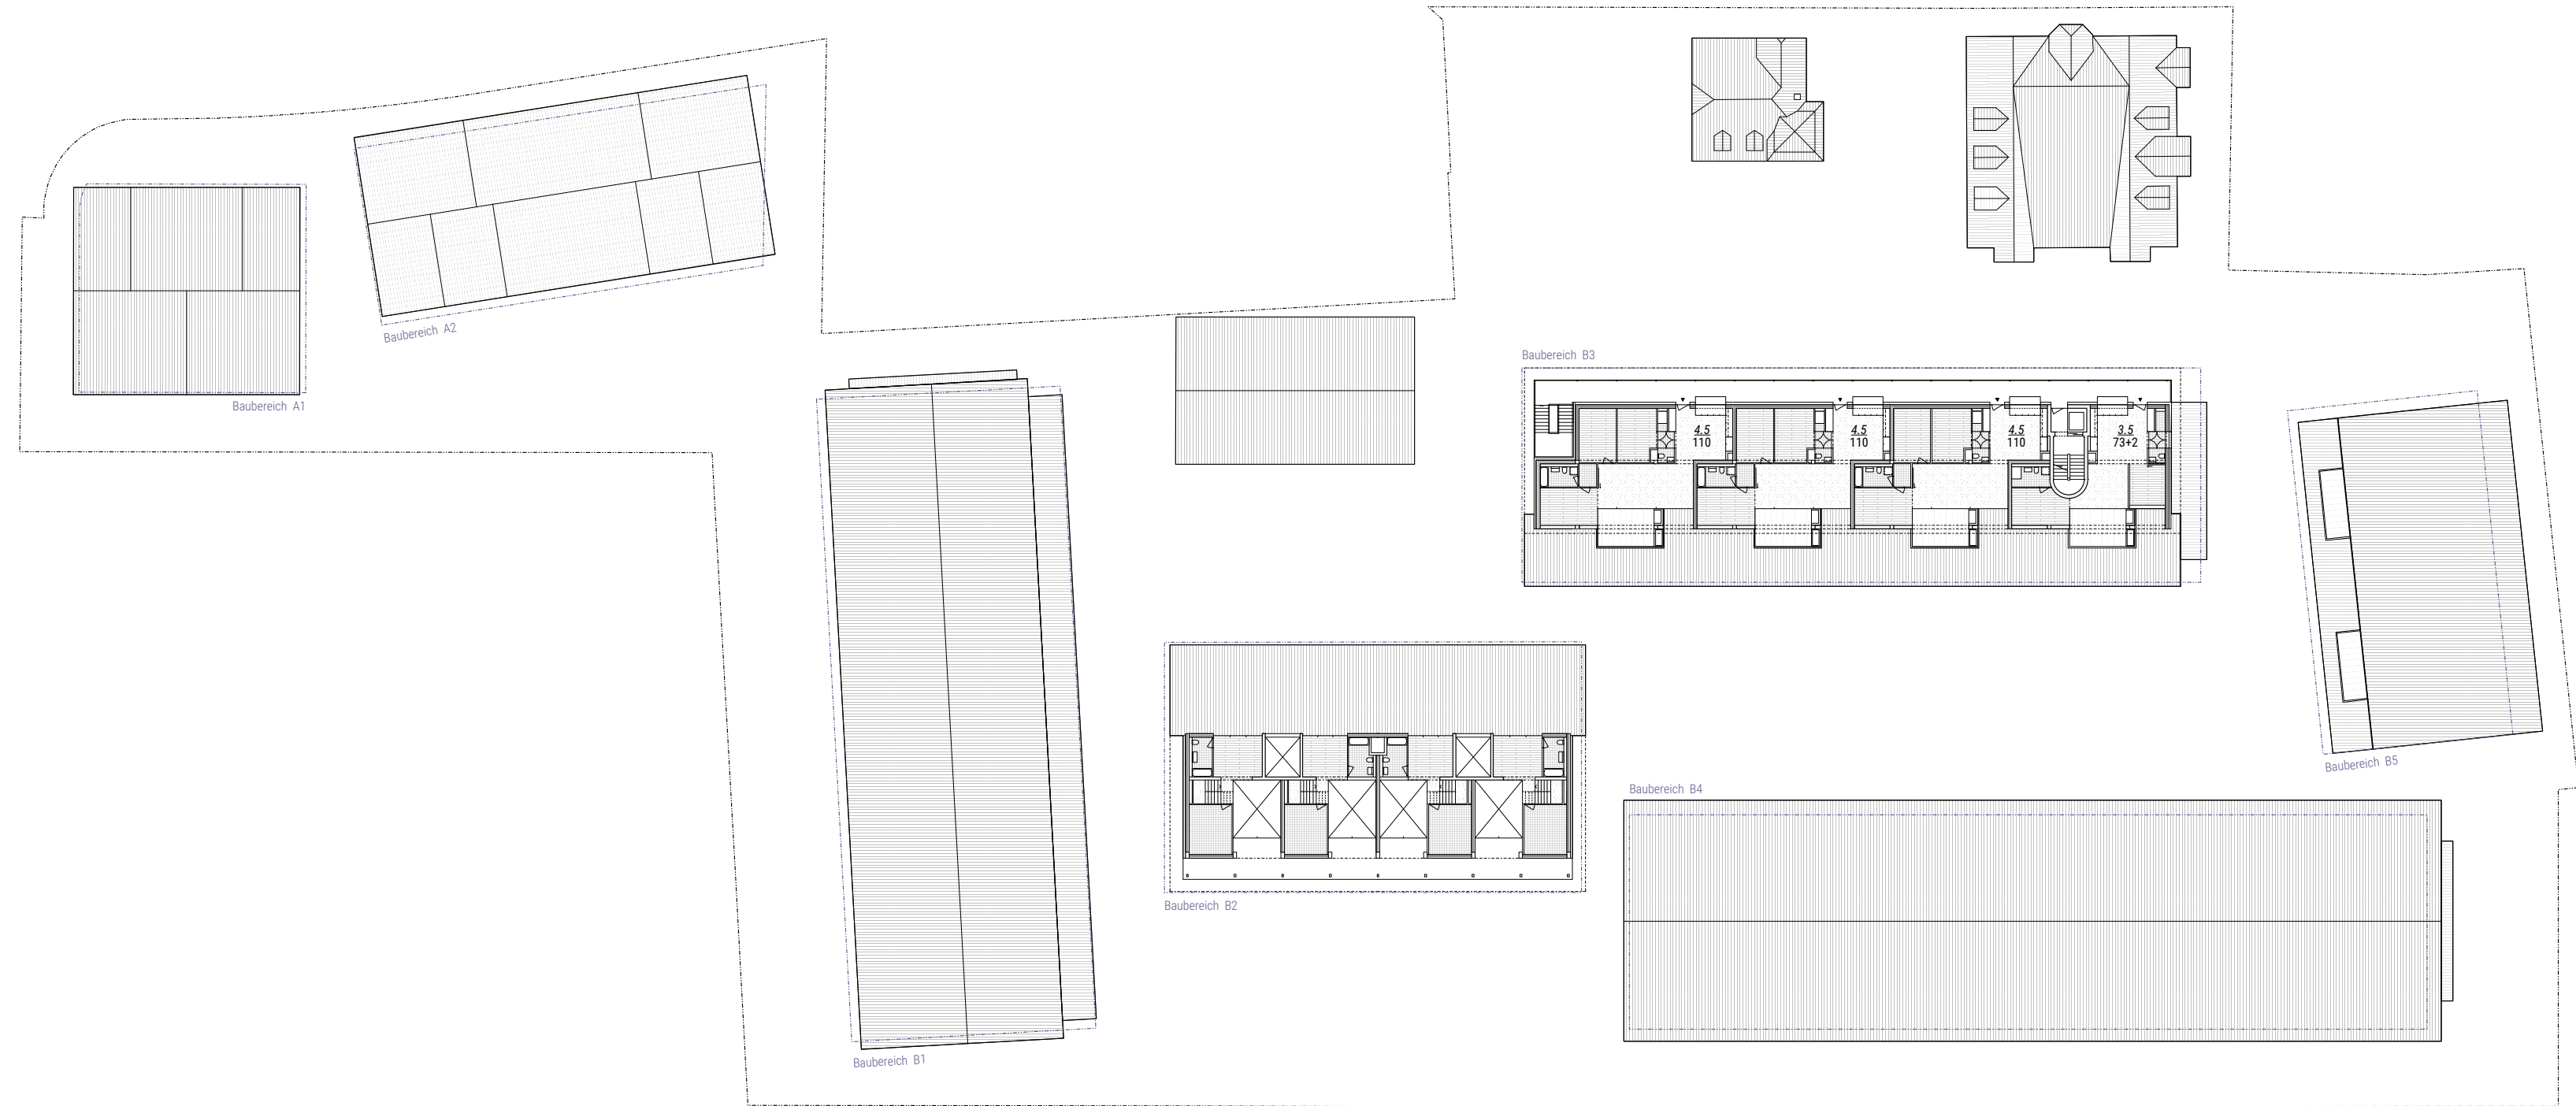 Baubereich A2
Baubereich A1
Baubereich B3
4.5
110
4.5
110
4.5
110
3.5
73+2
Baubereich B5
Baubereich B4
Baubereich B2
Baubereich B1